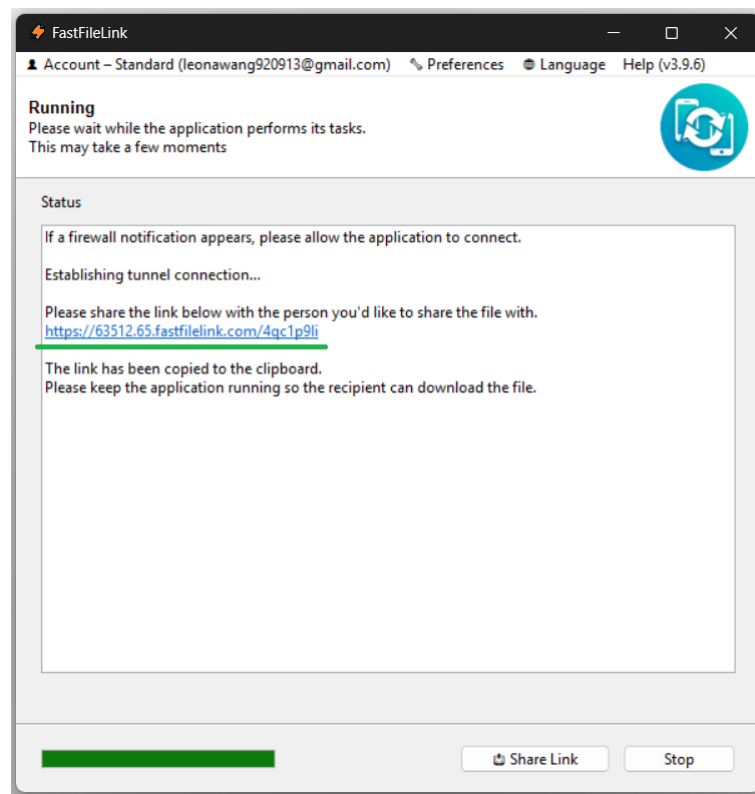 FastFileLink
Account – Standard (leonawang920913@gmail.com) Preferences Language Help (v3.9.6)
Running
Please wait while the application performs its tasks.
This may take a few moments
Status
If a firewall notification appears, please allow the application to connect.
Establishing tunnel connection...
Please share the link below with the person you'd like to share the file with.
https://63512.65.fastfilelink.com/4qc1p9li
The link has been copied to the clipboard.
Please keep the application running so the recipient can download the file.
Share Link Stop